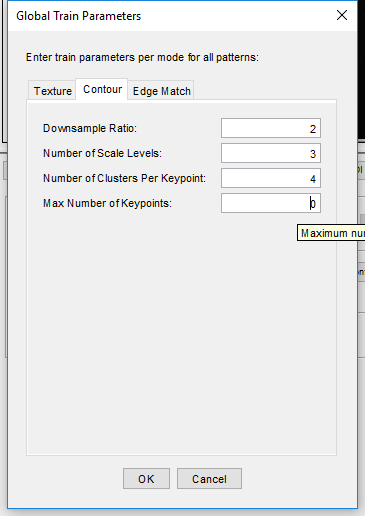 Global Train Parameters
Enter train parameters per mode for all patterns:
Texture Contour Edge Match
Downsample Ratio: 2
Number of Scale Levels: 3
Number of Clusters Per Keypoint: 4
Max Number of Keypoints: 0
Maximum
OK Cancel